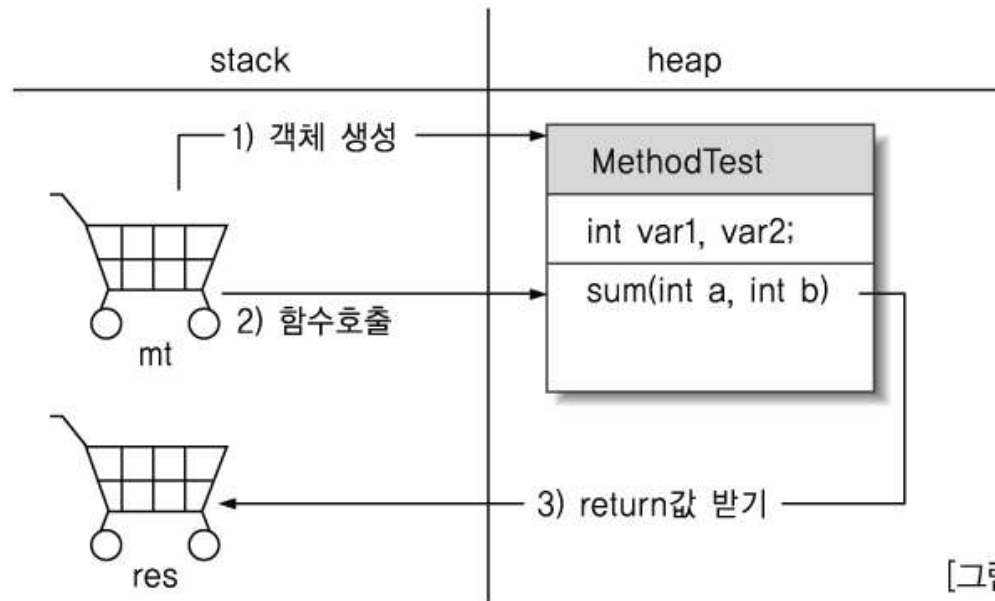 stack
heap
1) 객체 생성
MethodTest
int var1, var2;
sum(int a, int b)
2) 함수호출
mt
3) return값 받기
res